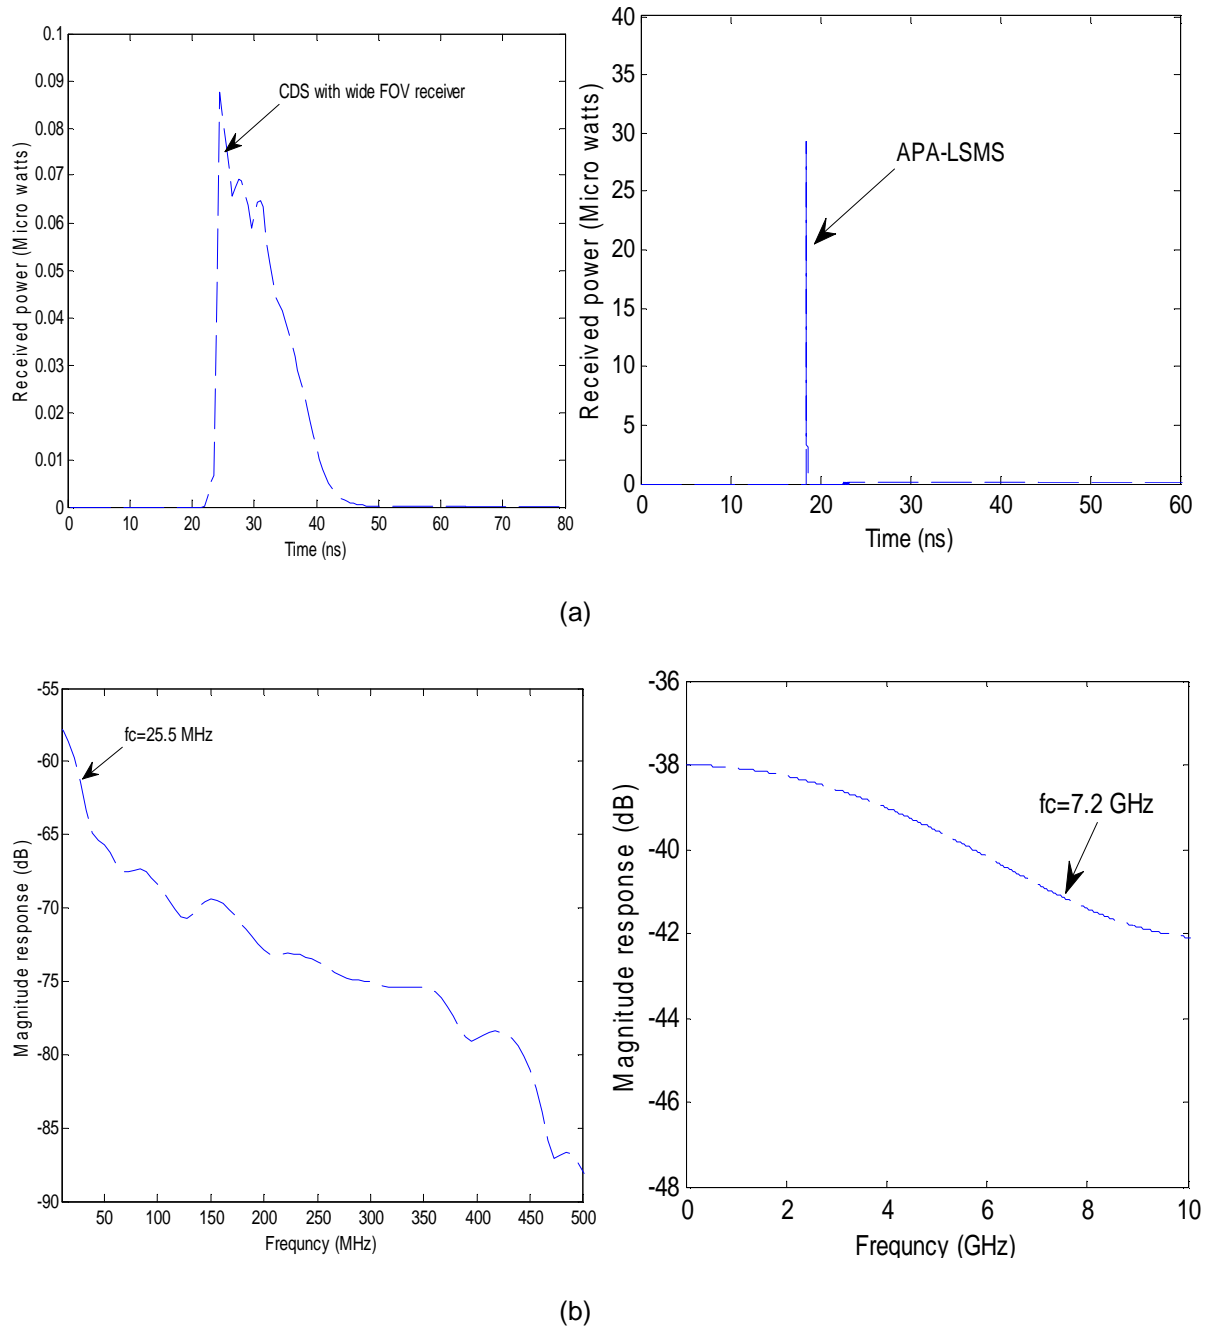 0.1
0.09
0.08
0.07
0.06
0.05
0.04
0.03
0.02
0.01
0
0 10 20 30 40 50 60 70 80
Received power (Micro watts)
Time (ns)
CDS with wide FOV receiver
40
35
30
25
20
15
10
5
0
0 10 20 30 40 50 60
Received power (Micro watts)
Time (ns)
APA-LSMS
(a)
-55
-60
-65
-70
-75
-80
-85
-90
50 100 150 200 250 300 350 400 450 500
Magnitude response (dB)
Frequncy (MHz)
fc=25.5 MHz
-36
-38
-40
-42
-44
-46
-48
0 2 4 6 8 10
Magnitude response (dB)
Frequncy (GHz)
fc=7.2 GHz
(b)